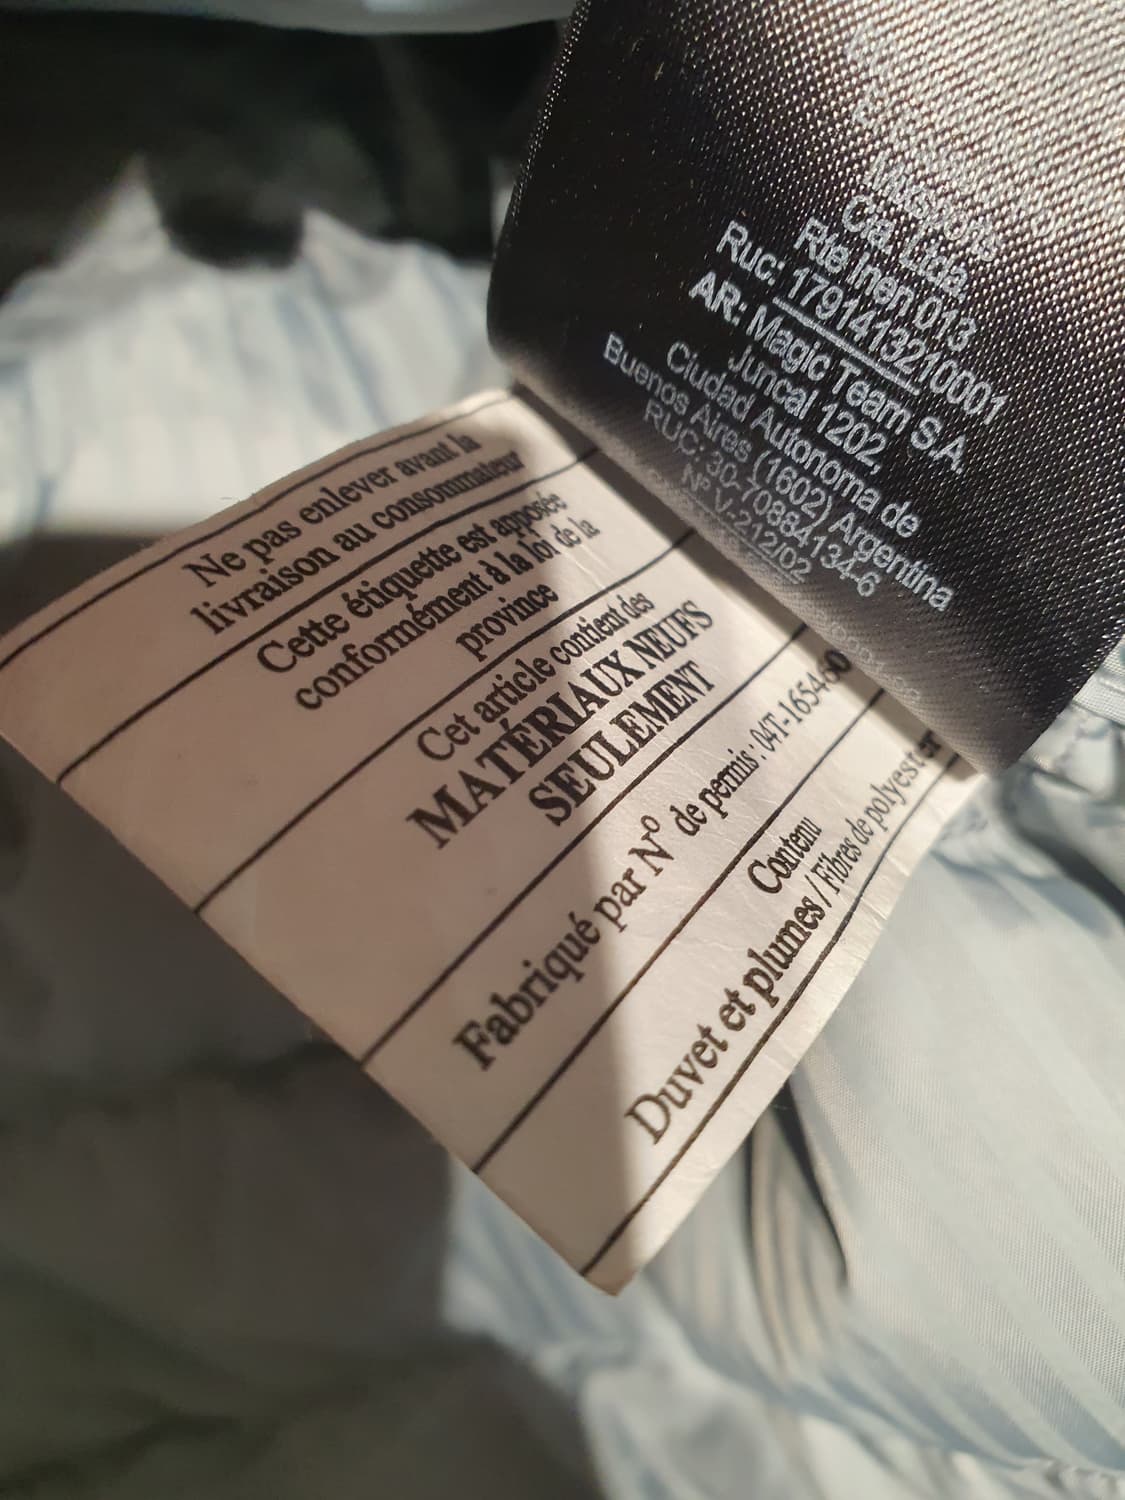 Cia. Ltda.
Rte Inen 013
Ruc: 1791413210001
AR: Magic Team S.A.
Juncal 1202,
Ciudad Autonoma de
Buenos Aires (1602) Argentina
RUC: 30-70884134-6
Nº V-212/02
Ne pas enlever avant la
livraison au consommateur
Cette étiquette est apposée
conformément à la loi de la
province
Cet article contient des
MATÉRIAUX NEUFS
SEULEMENT
Fabriqué par Nº de permis : 04T-165460
Contenu
Duvet et plumes / Fibres de polyester